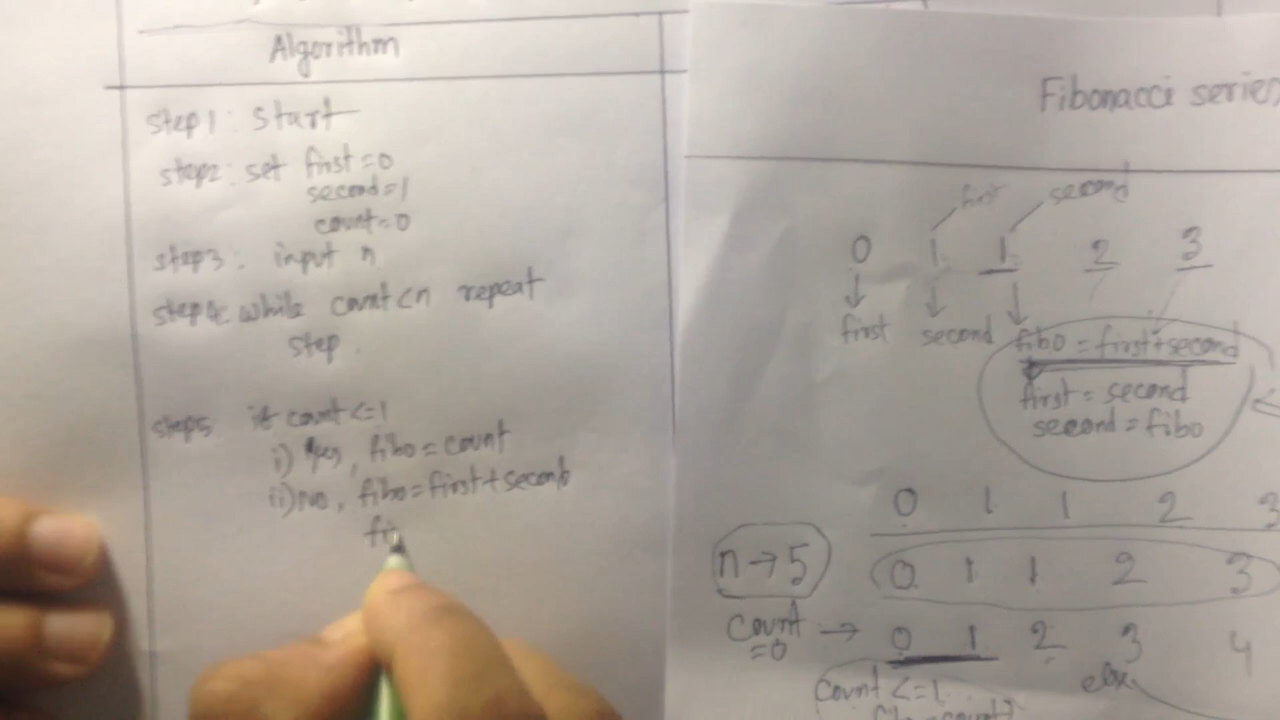 Algorithm
step1: start
step2: set first=0
second=1
count=0
step3: input n
step4: while count<n repeat
step
step5 if count<=1
i) Yes, fibo=count
ii) no, fibo=first+second
fi
Fibonacci series
first second
0 1 1 2 3
first second fibo = first+second
first = second
second = fibo
0 1 1 2 3
n→5 0 1 1 2 3
count → 0 1 2 3 4
=0
count <=1 else